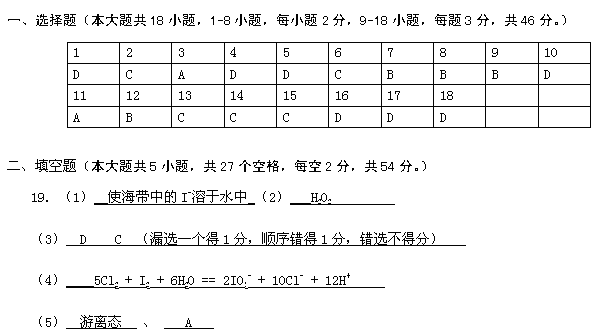 一、选择题（本大题共18小题，1-8小题，每小题2分，9-18小题，每题3分，共46分。）
1 2 3 4 5 6 7 8 9 10
D C A D D C B B B D
11 12 13 14 15 16 17 18
A B C C C D D D
二、填空题（本大题共5小题，共27个空格，每空2分，共54分。）
19. （1） 使海带中的I⁻溶于水中 （2） H₂O₂
（3） D C （漏选一个得1分，顺序错得1分，错选不得分）
（4） 5Cl₂ + I₂ + 6H₂O == 2IO₃⁻ + 10Cl⁻ + 12H⁺
（5） 游离态 、 A